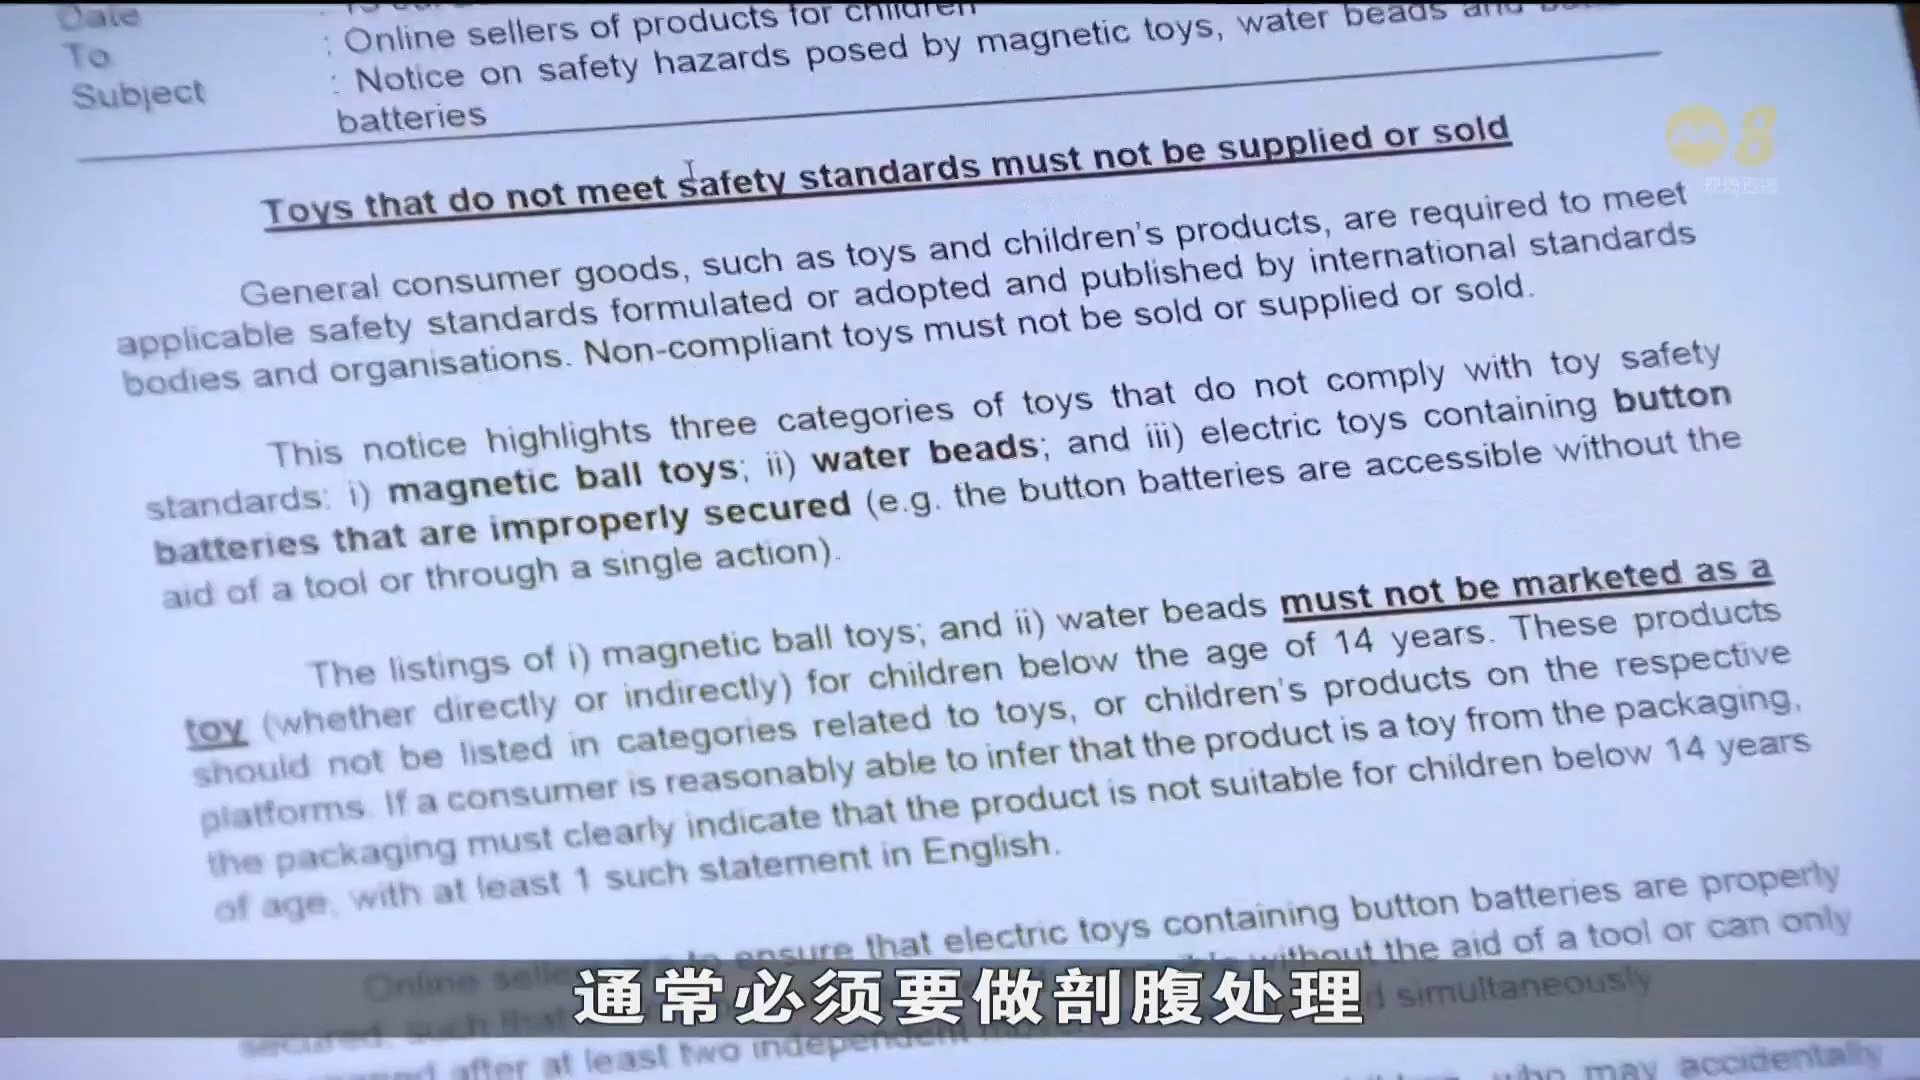 Date
To : Online sellers of products for children
Subject : Notice on safety hazards posed by magnetic toys, water beads and
batteries
8
Toys that do not meet safety standards must not be supplied or sold
General consumer goods, such as toys and children's products, are required to meet
applicable safety standards formulated or adopted and published by international standards
bodies and organisations. Non-compliant toys must not be sold or supplied or sold.
This notice highlights three categories of toys that do not comply with toy safety
standards: i) magnetic ball toys; ii) water beads; and iii) electric toys containing button
batteries that are improperly secured (e.g. the button batteries are accessible without the
aid of a tool or through a single action).
The listings of i) magnetic ball toys; and ii) water beads must not be marketed as a
toy (whether directly or indirectly) for children below the age of 14 years. These products
should not be listed in categories related to toys, or children's products on the respective
platforms. If a consumer is reasonably able to infer that the product is a toy from the packaging,
the packaging must clearly indicate that the product is not suitable for children below 14 years
of age, with at least 1 such statement in English.
Online ensure that electric toys containing button batteries are properly
secured, such that without the aid of a tool or can only
simultaneously
after at least two independent
who may accidentally
通常必须要做剖腹处理